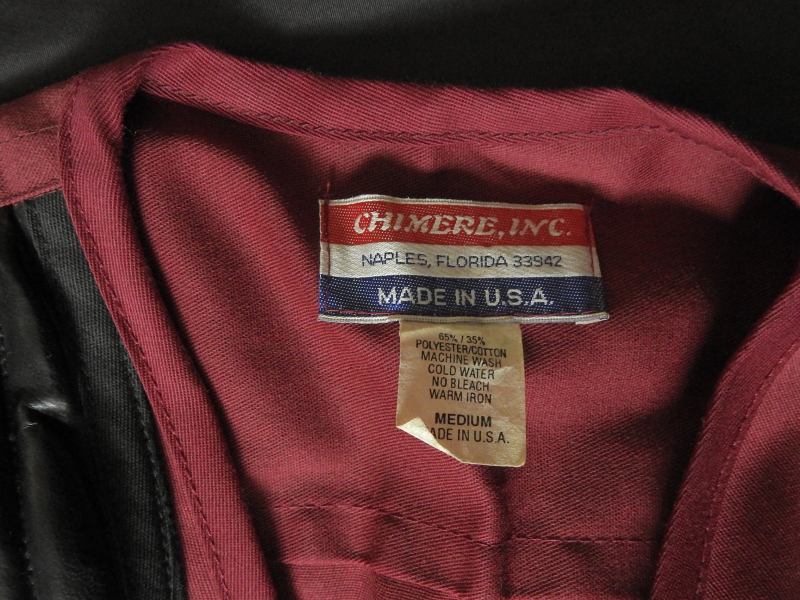 CHIMERE, INC.
NAPLES, FLORIDA 33942
MADE IN U.S.A.
65% / 35%
POLYESTER/COTTON
MACHINE WASH
COLD WATER
NO BLEACH
WARM IRON
MEDIUM
ADE IN U.S.A.